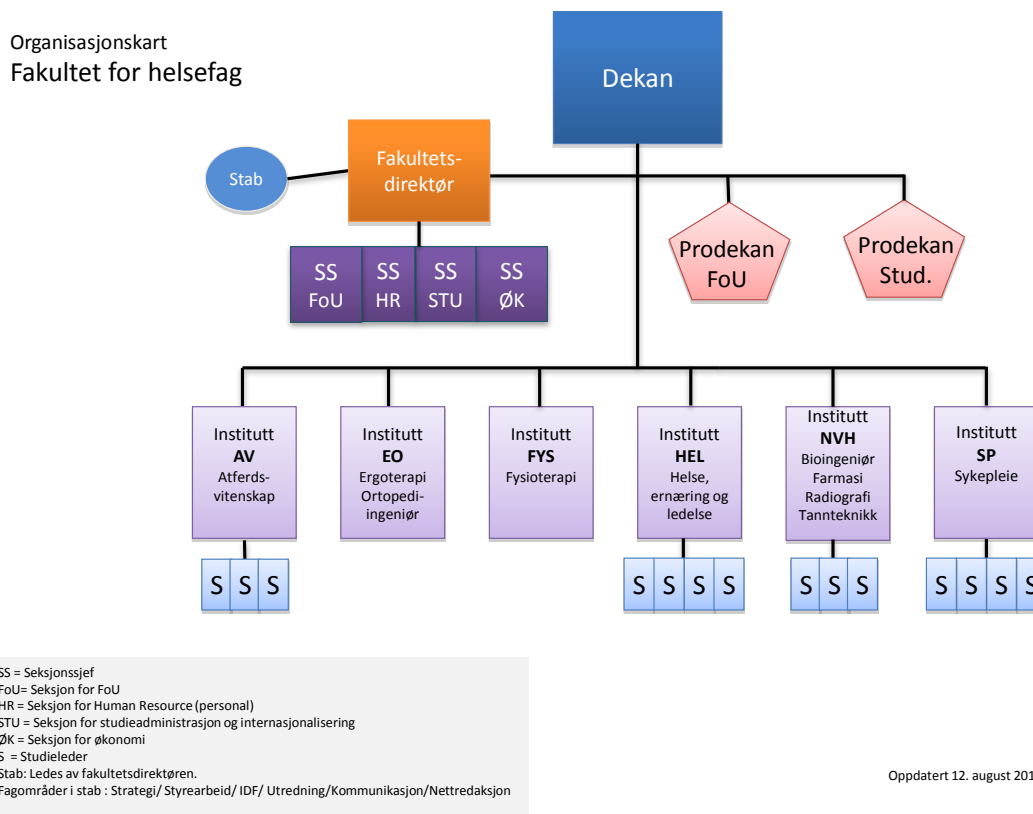 Organisasjonskart
Fakultet for helsefag
Dekan
Stab
Fakultets-
direktør
SS
FoU
SS
HR
SS
STU
SS
ØK
Prodekan
FoU
Prodekan
Stud.
Institutt
AV
Atferds-
vitenskap
Institutt
EO
Ergoterapi
Ortopedi-
ingeniør
Institutt
FYS
Fysioterapi
Institutt
HEL
Helse,
ernæring og
ledelse
Institutt
NVH
Bioingeniør
Farmasi
Radiografi
Tannteknikk
Institutt
SP
Sykepleie
S S S
S S S S
S S S
S S S S
SS = Seksjonssjef
FoU= Seksjon for FoU
HR = Seksjon for Human Resource (personal)
STU = Seksjon for studieadministrasjon og internasjonalisering
ØK = Seksjon for økonomi
S = Studieleder
Stab: Ledes av fakultetsdirektøren.
Fagområder i stab : Strategi/ Styrearbeid/ IDF/ Utredning/Kommunikasjon/Nettredaksjon
Oppdatert 12. august 201